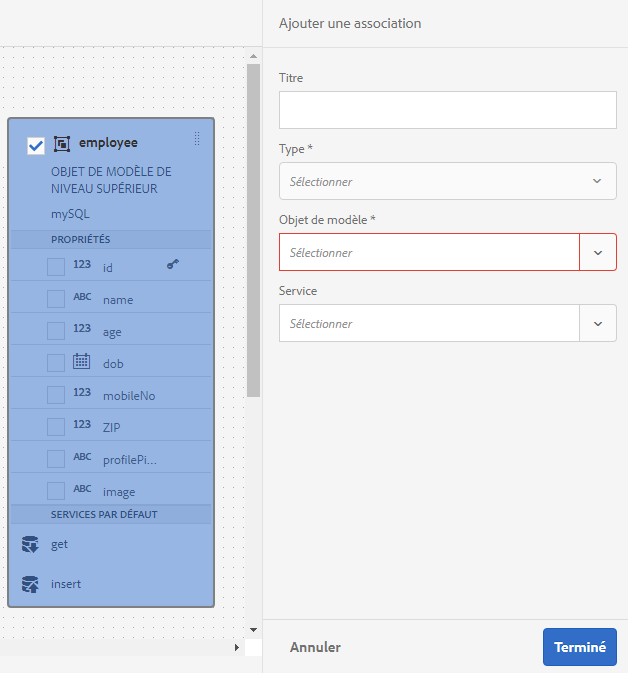 employee
OBJET DE MODÈLE DE
NIVEAU SUPÉRIEUR
mySQL
PROPRIÉTÉS
123 id
ABC name
123 age
dob
123 mobileNo
123 ZIP
ABC profilePi...
ABC image
SERVICES PAR DÉFAUT
get
insert
Ajouter une association
Titre
Type *
Sélectionner
Objet de modèle *
Sélectionner
Service
Sélectionner
Annuler
Terminé